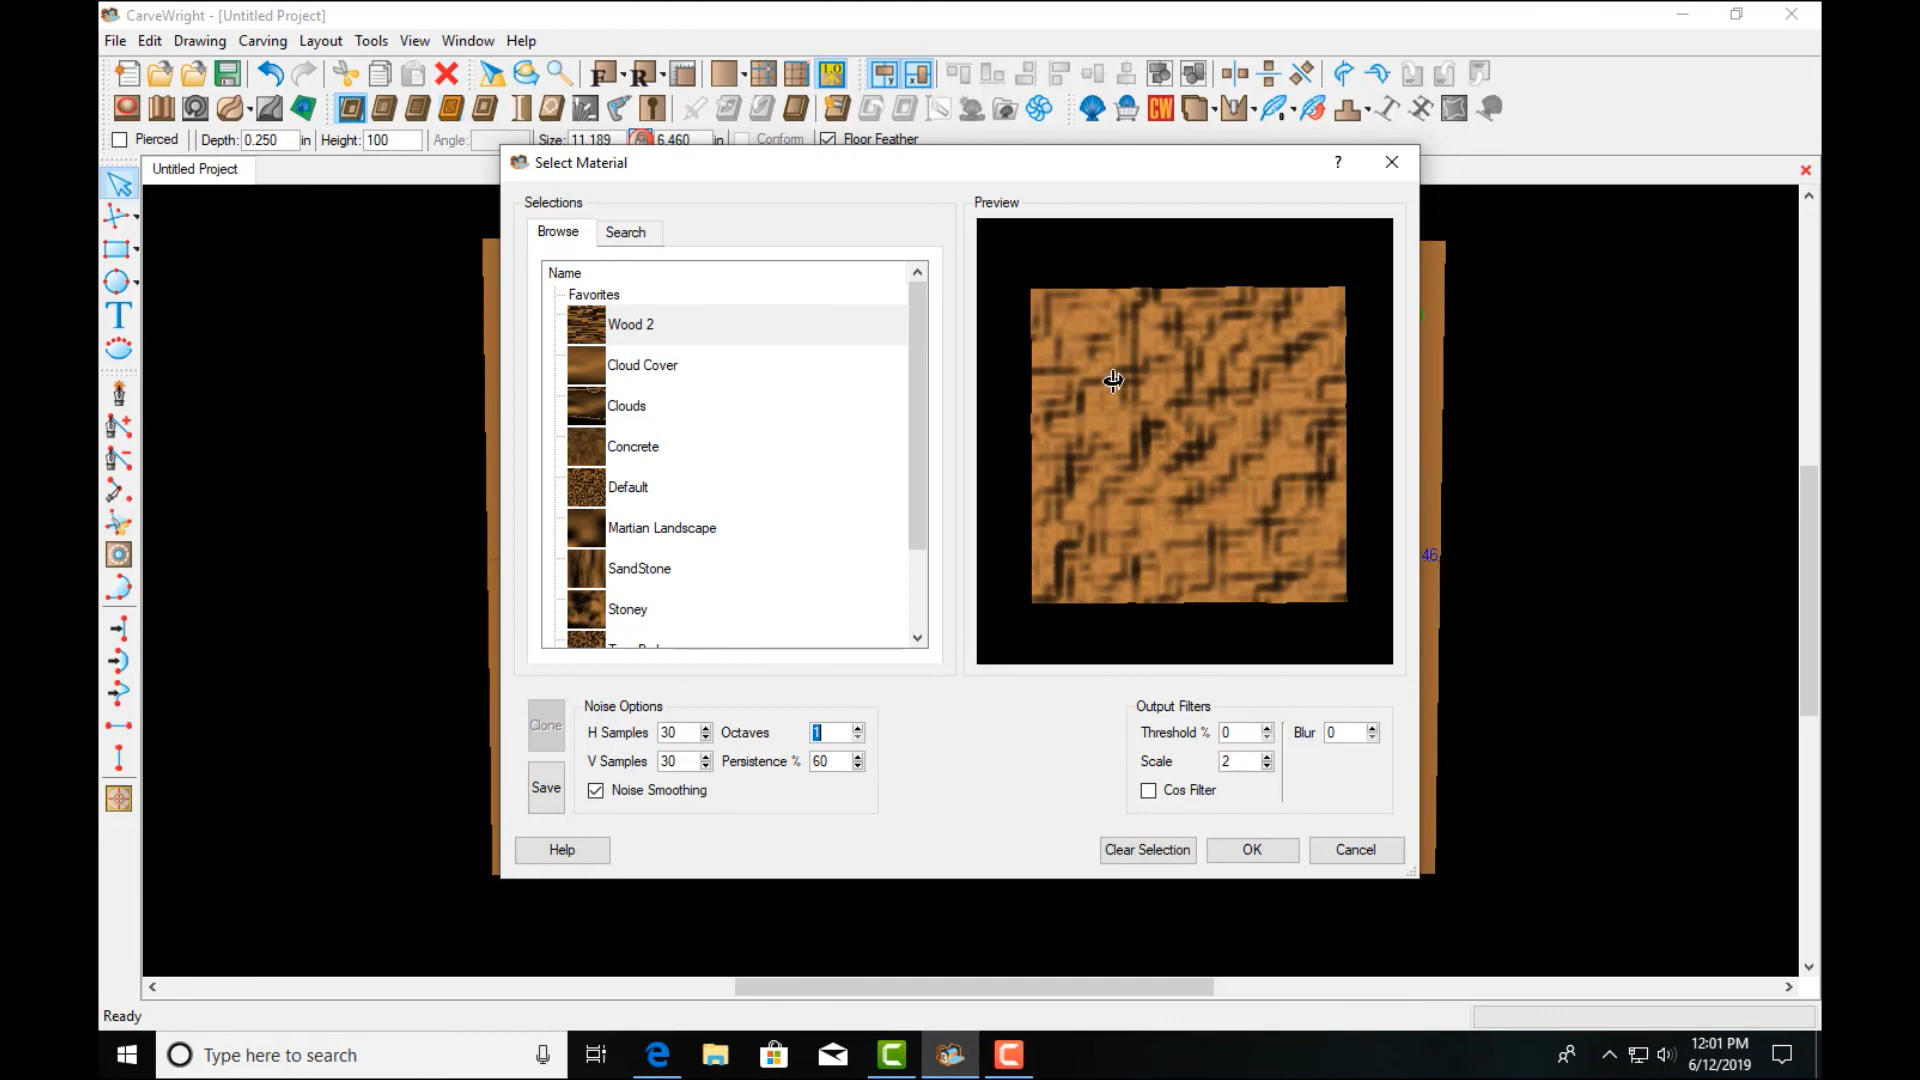 CarveWright - [Untitled Project]
File Edit Drawing Carving Layout Tools View Window Help
F R 1.0 y x CW
Pierced Depth: 0.250 in Height: 100 Angle: Size: 11.189 6.460 in Conform Floor Feather
Untitled Project
Select Material ?
Selections
Preview
Browse Search
Name
Favorites
Wood 2
Cloud Cover
Clouds
Concrete
Default
Martian Landscape
SandStone
Stoney
T
46
Clone
Save
Noise Options
H Samples 30 Octaves 1
V Samples 30 Persistence % 60
Noise Smoothing
Output Filters
Threshold % 0 Blur 0
Scale 2
Cos Filter
Help Clear Selection OK Cancel
Ready
Type here to search
12:01 PM
6/12/2019